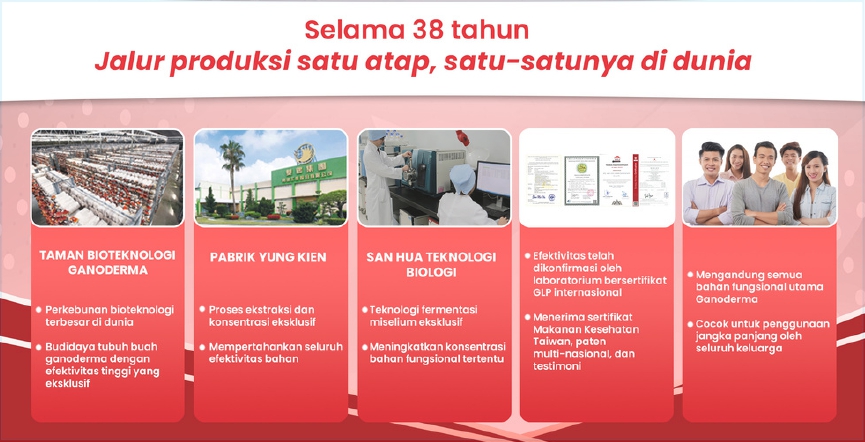 Selama 38 tahun
Jalur produksi satu atap, satu-satunya di dunia
TAMAN BIOTEKNOLOGI
GANODERMA
• Perkebunan bioteknologi
terbesar di dunia
• Budidaya tubuh buah
ganoderma dengan
efektivitas tinggi yang
eksklusif
PABRIK YUNG KIEN
• Proses ekstraksi dan
konsentrasi eksklusif
• Mempertahankan seluruh
efektivitas bahan
SAN HUA TEKNOLOGI
BIOLOGI
• Teknologi fermentasi
miselium eksklusif
• Meningkatkan konsentrasi
bahan fungsional tertentu
• Efektivitas telah
dikonfirmasi oleh
laboratorium bersertifikat
GLP internasional
• Menerima sertifikat
Makanan Kesehatan
Taiwan, paten
multi-nasional, dan
testimoni
• Mengandung semua
bahan fungsional utama
Ganoderma
• Cocok untuk penggunaan
jangka panjang oleh
seluruh keluarga